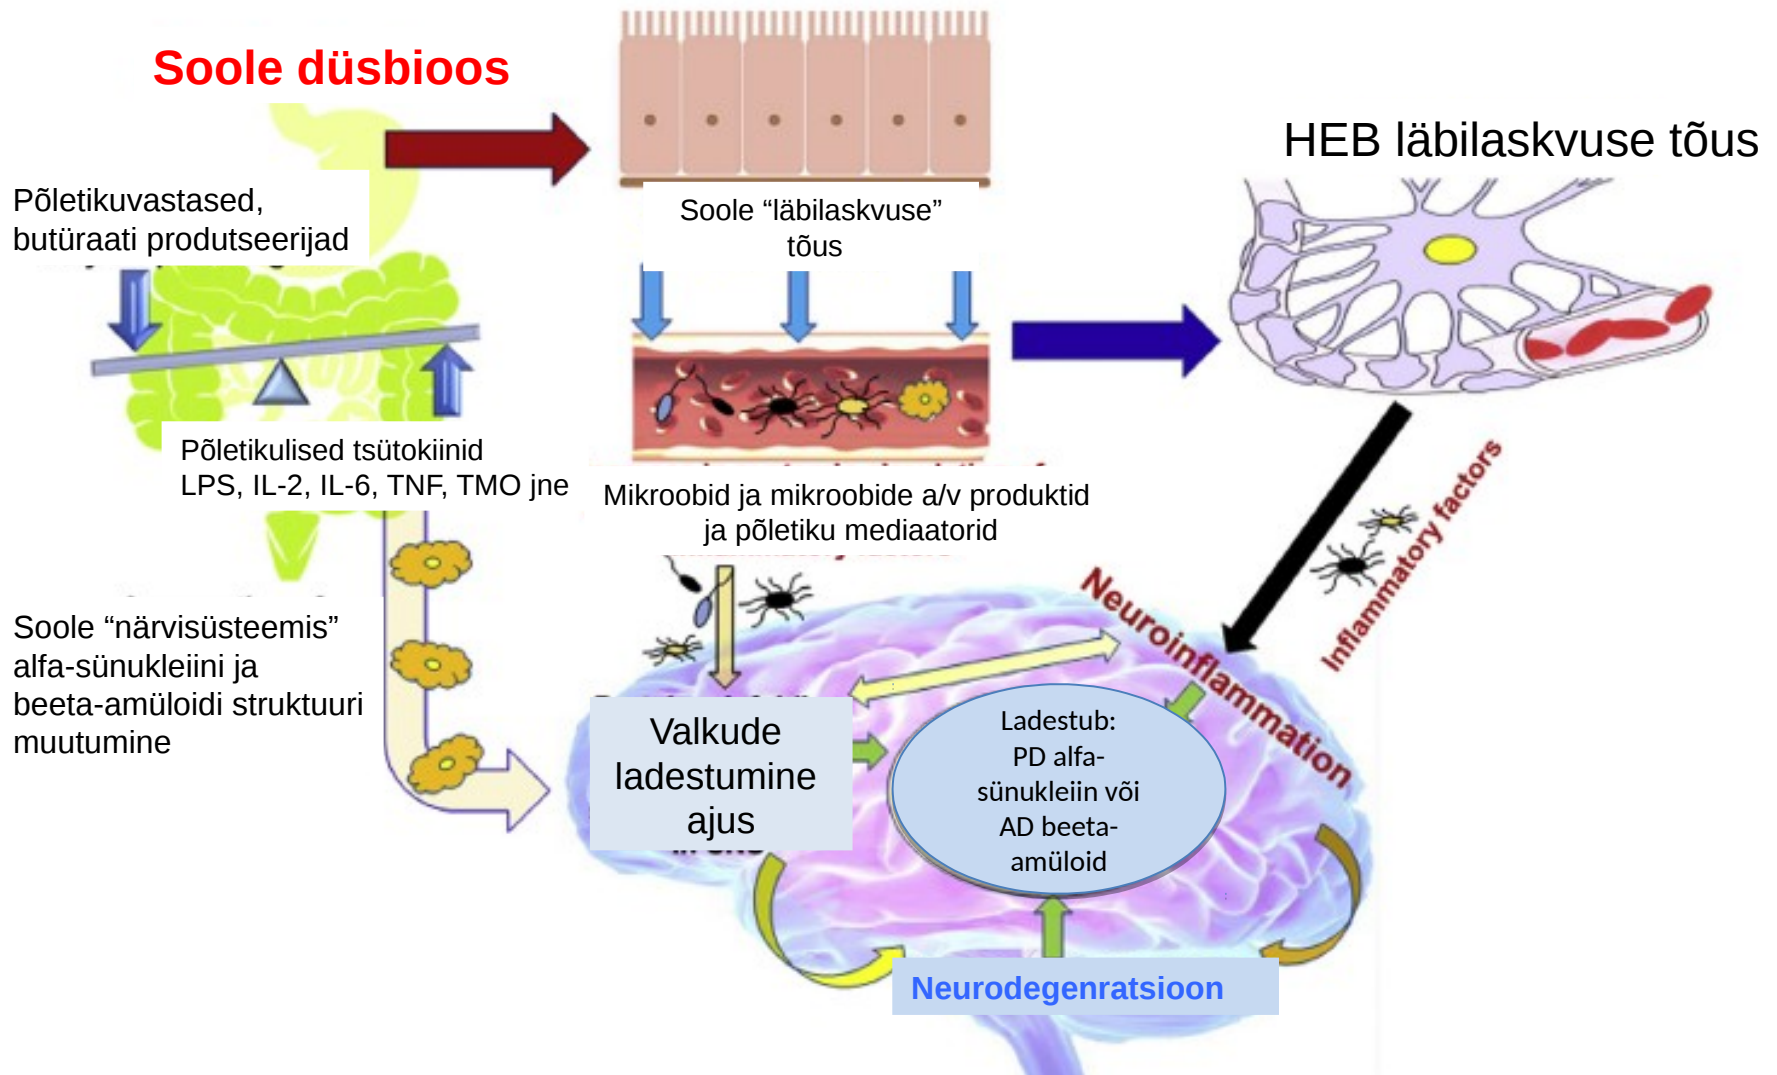 Soole düsbioos
HEB läbilaskvuse tõus
Põletikuvastased,
butüraati produtseerijad
Soole “läbilaskvuse”
tõus
Põletikulised tsütokiinid
LPS, IL-2, IL-6, TNF, TMO jne
Mikroobid ja mikroobide a/v produktid
ja põletiku mediaatorid
Inflammatory factors
Neuroinflammation
Soole “närvisüsteemis”
alfa-sünukleiini ja
beeta-amüloidi struktuuri
muutumine
Valkude
ladestumine
ajus
Ladestub:
PD alfa-
sünukleiin või
AD beeta-
amüloid
Neurodegenratsioon